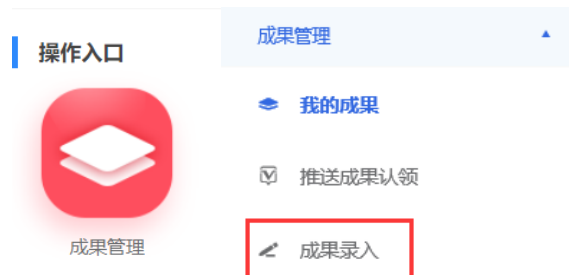 操作入口
成果管理
成果管理
我的成果
推送成果认领
成果录入